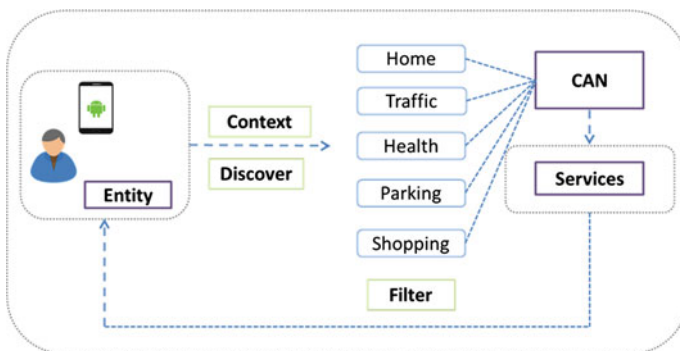 Home
CAN
Traffic
Context
Health
Discover
Services
Entity
Parking
Shopping
Filter